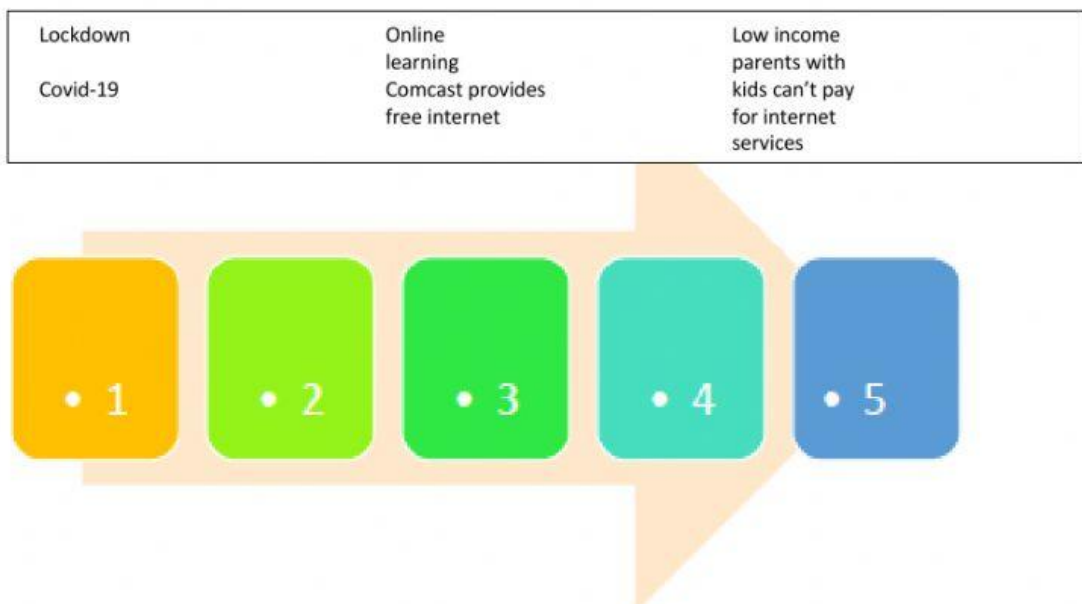 Lockdown
Covid-19
Online
learning
Comcast provides
free internet
Low income
parents with
kids can’t pay
for internet
services
• 1
• 2
• 3
• 4
• 5